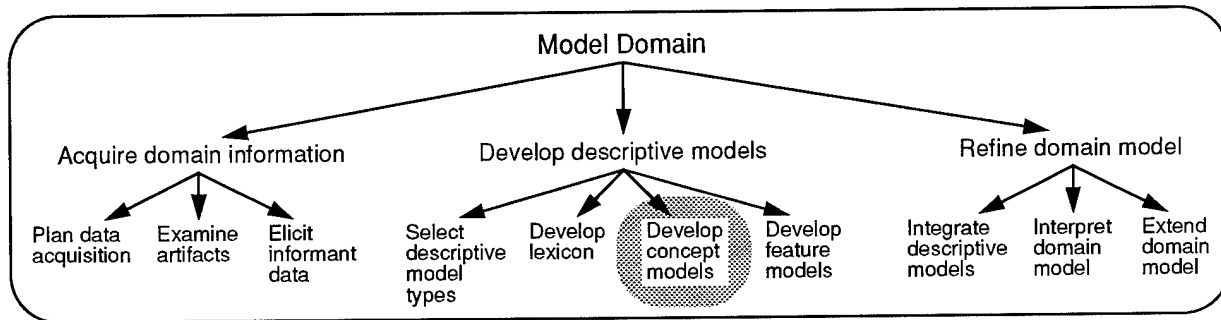 Model Domain
Acquire domain information
Develop descriptive models
Refine domain model
Plan data
acquisition
Examine
artifacts
Elicit
informant
data
Select
descriptive
model
types
Develop
lexicon
Develop
concept
models
Develop
feature
models
Integrate
descriptive
models
Interpret
domain
model
Extend
domain
model